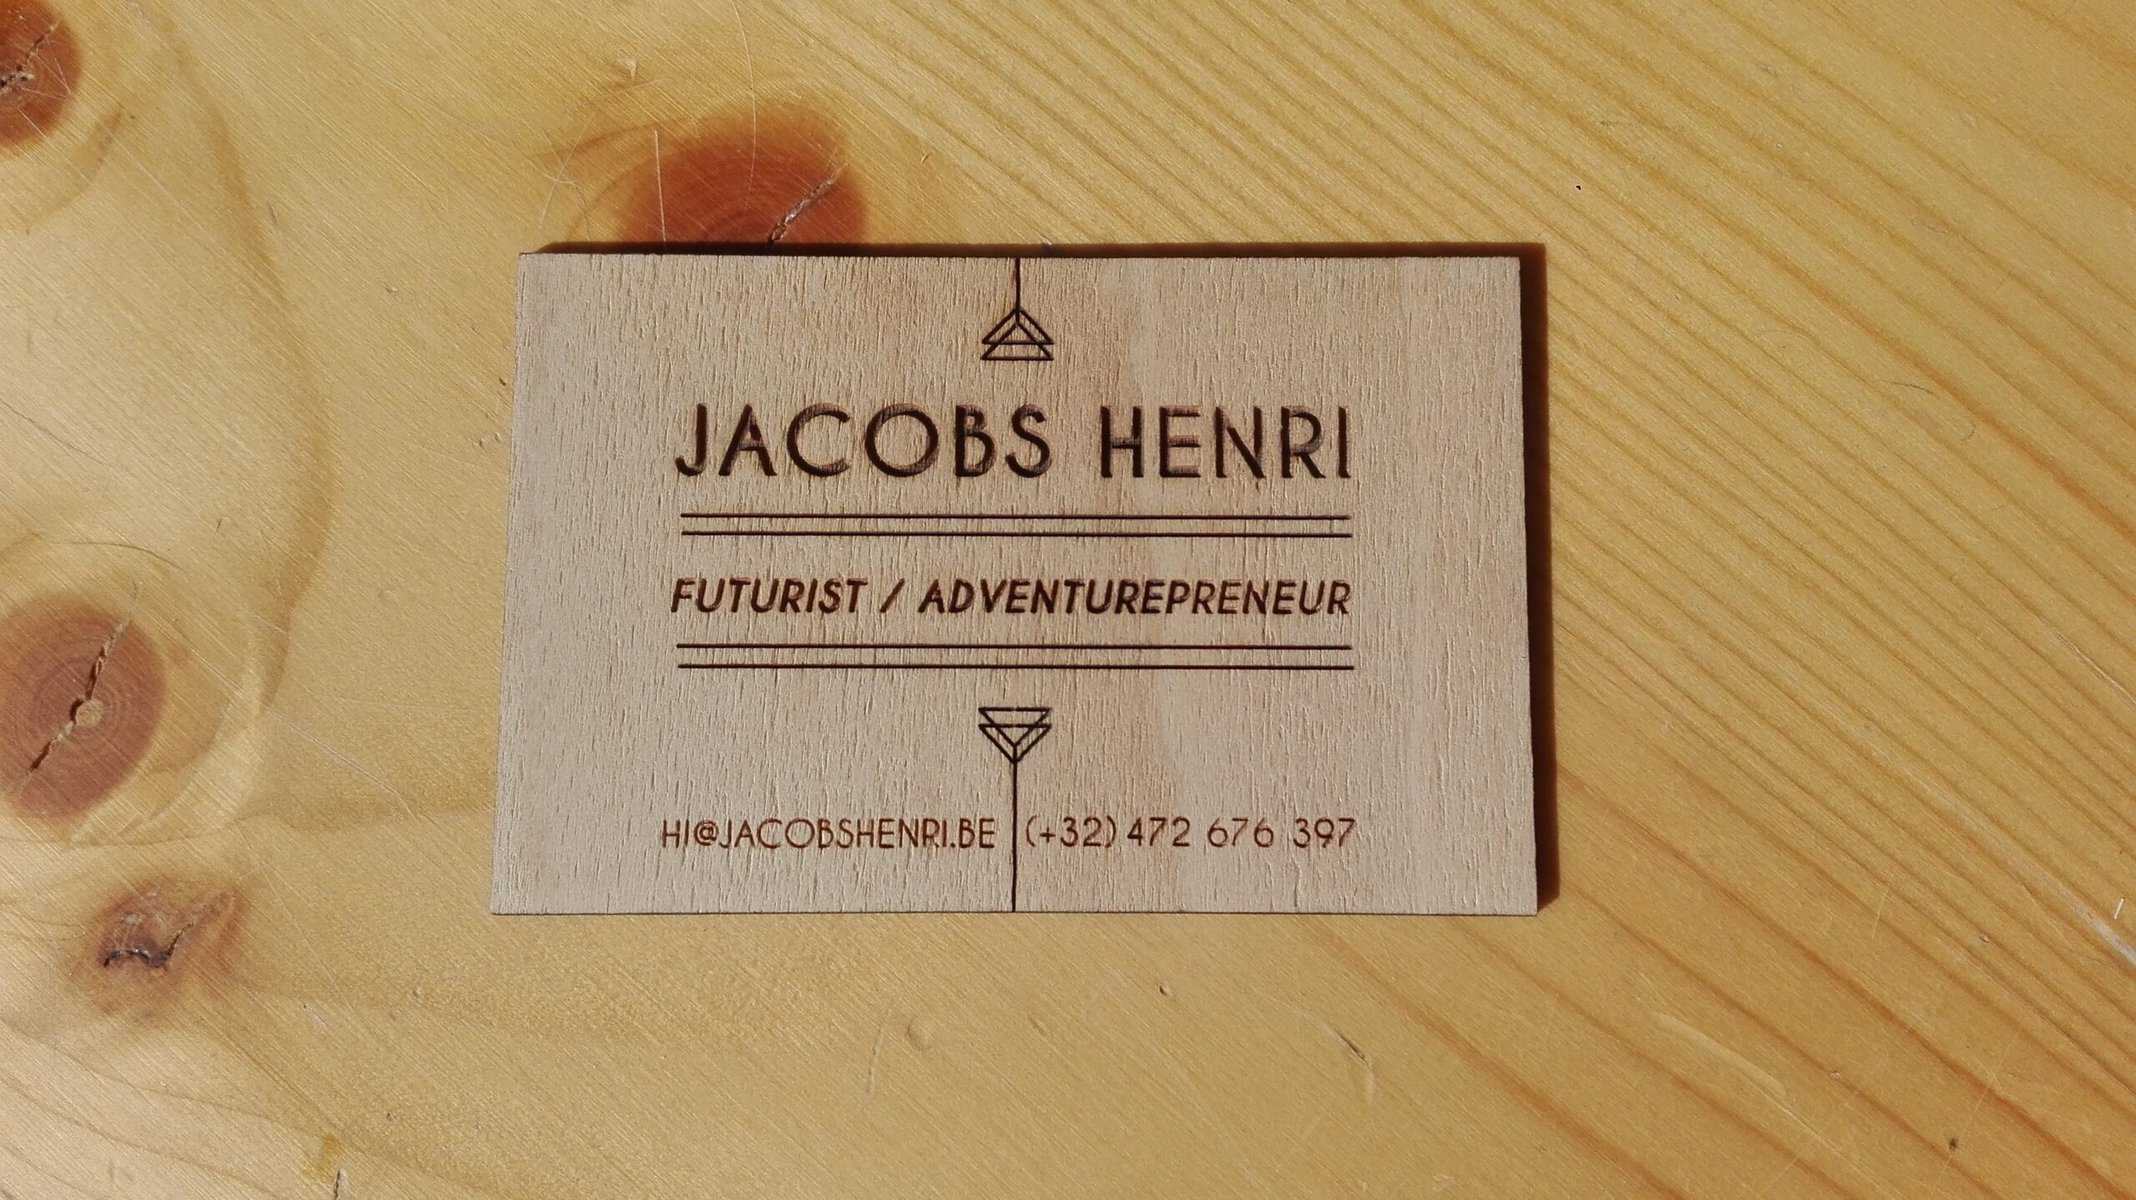 JACOBS HENRI
FUTURIST / ADVENTUREPRENEUR
HI@JACOBSHENRI.BE (+32) 472 676 397